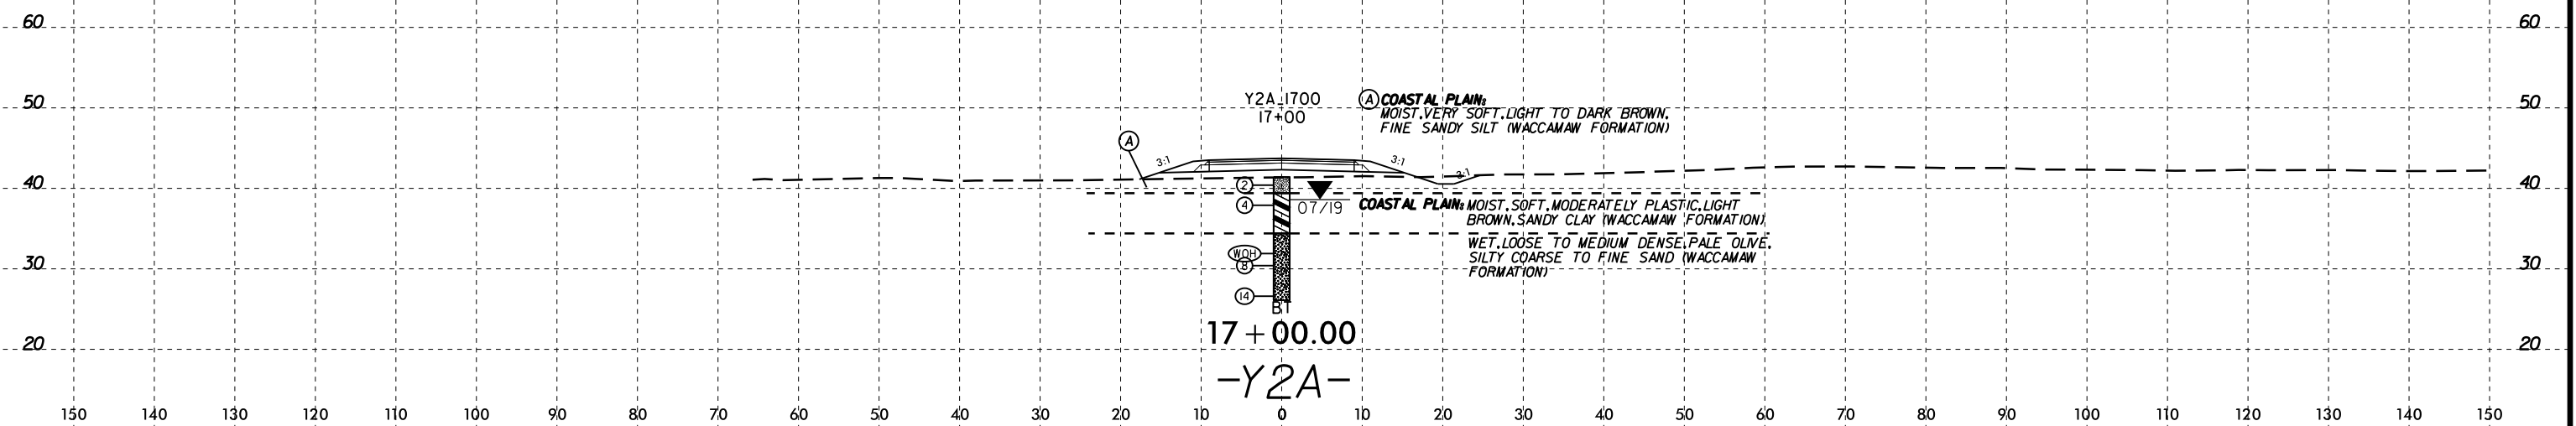 60 60
50 50
Y2A_1700
17+00
(A) COASTAL PLAIN:
MOIST, VERY SOFT, LIGHT TO DARK BROWN,
FINE SANDY SILT (WACCAMAW FORMATION)
A
3:1 3:1 3:1
40 40
2
4
07/19
COASTAL PLAIN: MOIST, SOFT, MODERATELY PLASTIC, LIGHT
BROWN, SANDY CLAY (WACCAMAW FORMATION)
WET, LOOSE TO MEDIUM DENSE, PALE OLIVE,
SILTY COARSE TO FINE SAND (WACCAMAW
FORMATION)
WOH
8
30 30
14
BT
17+00.00
20 20
-Y2A-
150 140 130 120 110 100 90 80 70 60 50 40 30 20 10 0 10 20 30 40 50 60 70 80 90 100 110 120 130 140 150